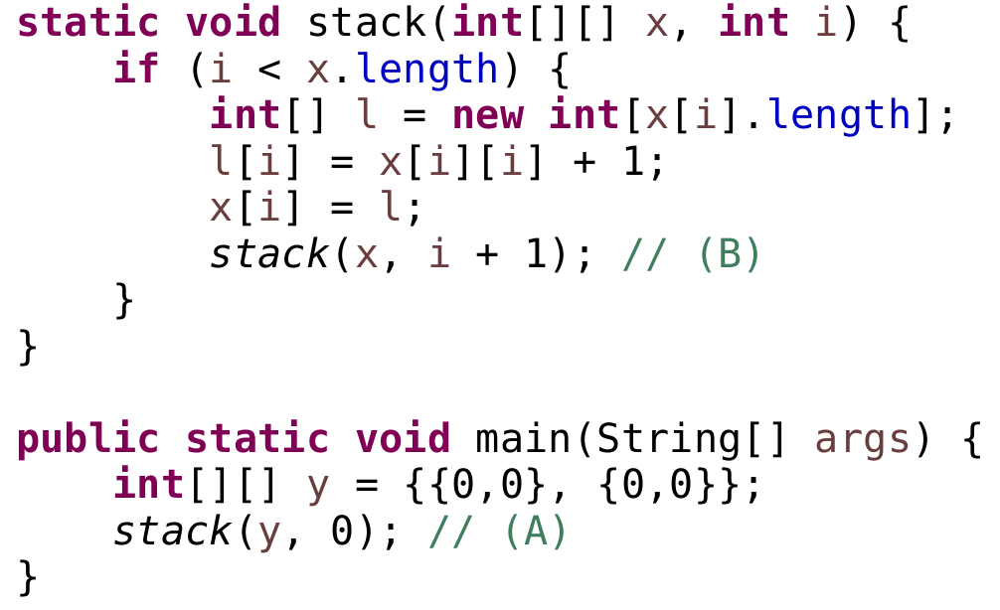 static void stack(int[][] x, int i) {
    if (i < x.length) {
        int[] l = new int[x[i].length];
        l[i] = x[i][i] + 1;
        x[i] = l;
        stack(x, i + 1); // (B)
    }
}

public static void main(String[] args) {
    int[][] y = {{0,0}, {0,0}};
    stack(y, 0); // (A)
}